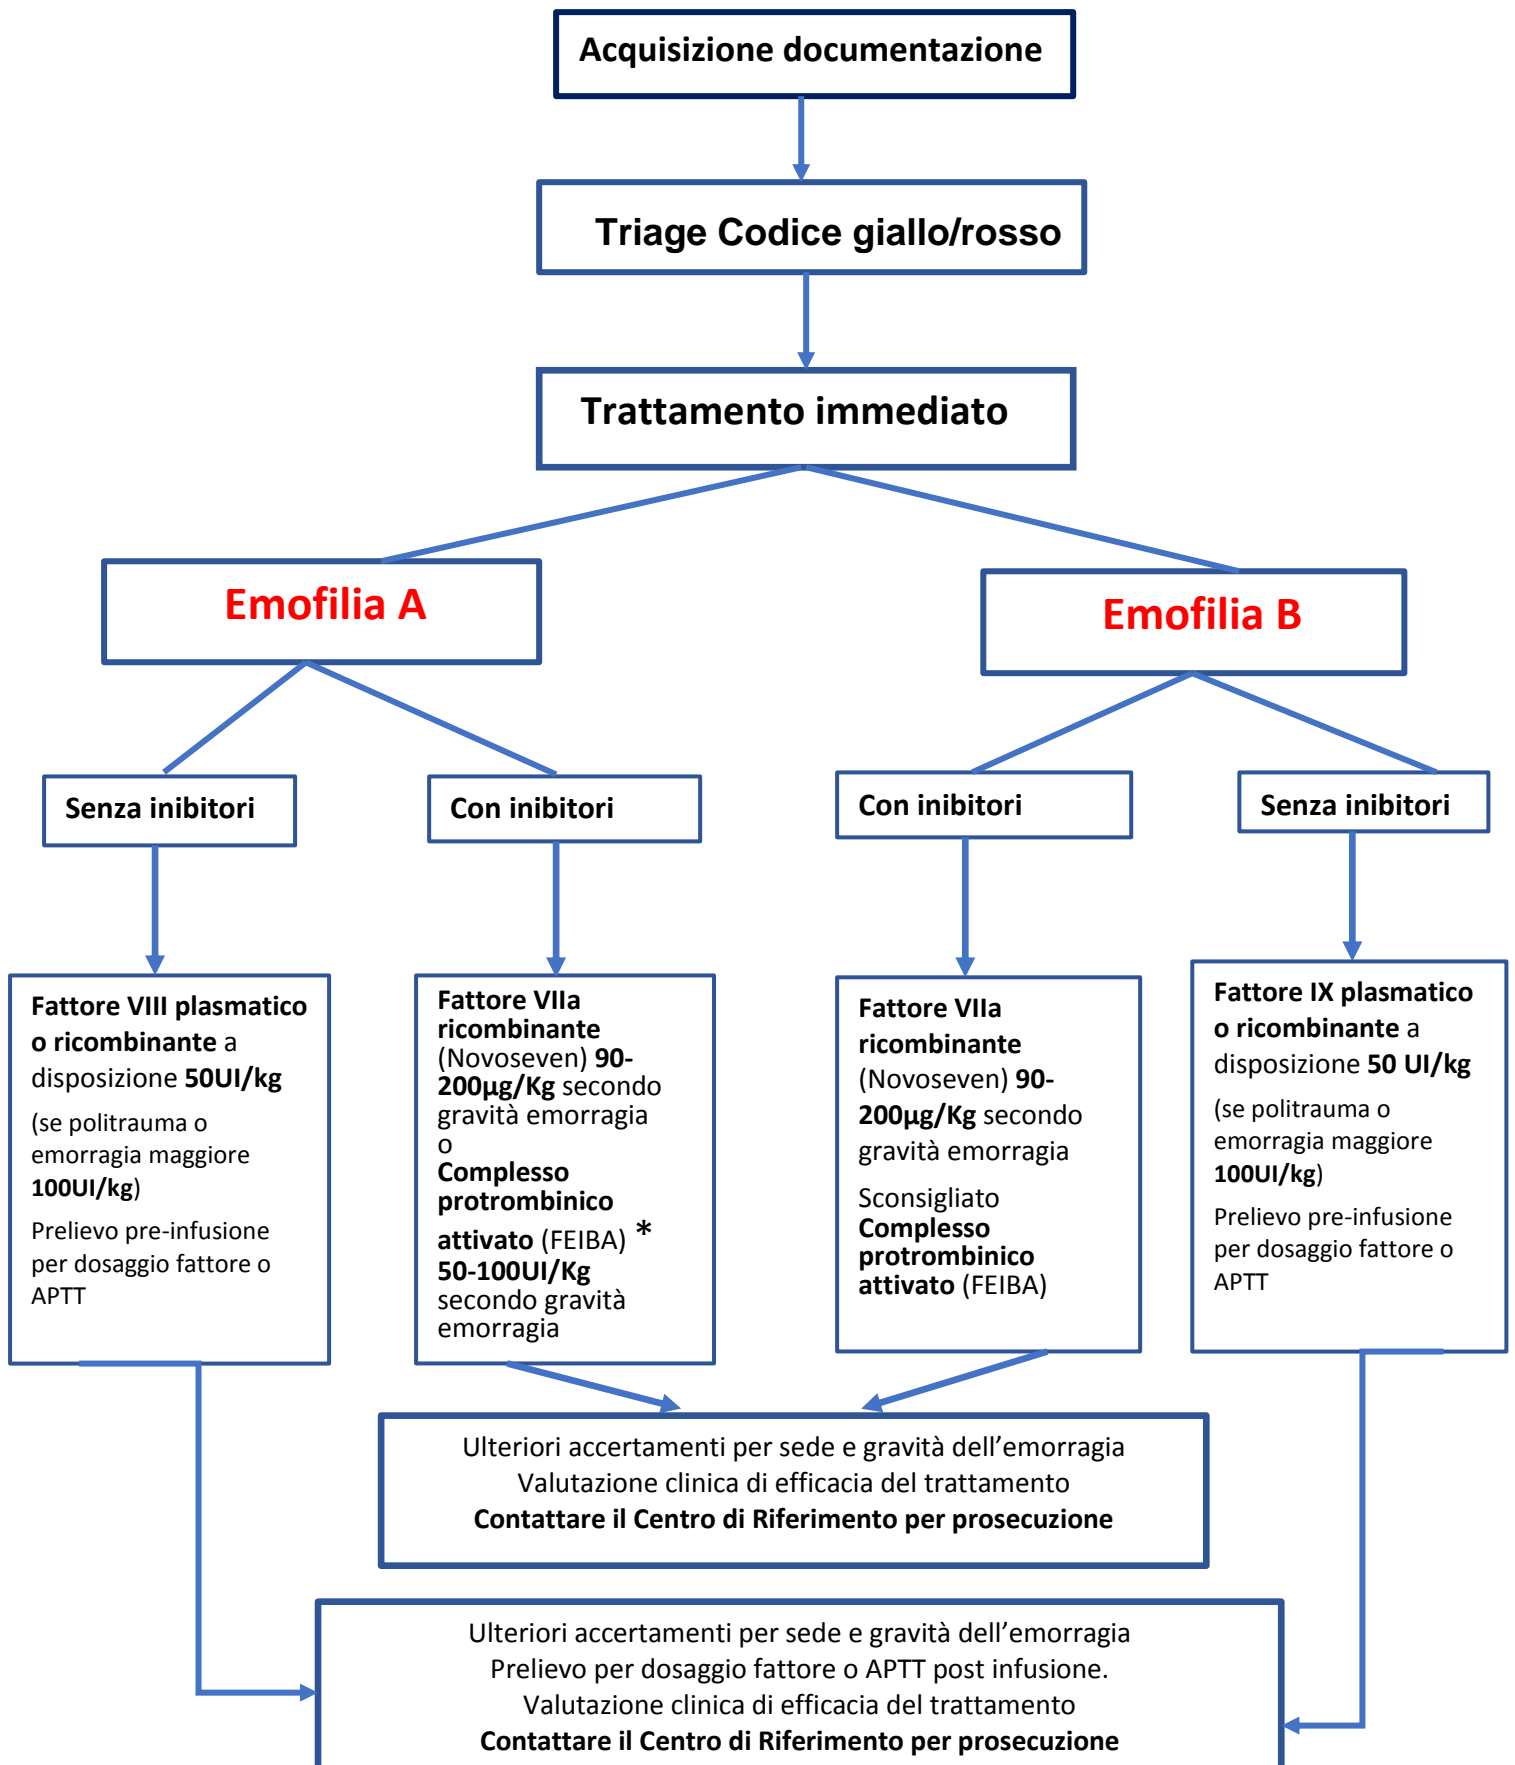 Acquisizione documentazione
Triage Codice giallo/rosso
Trattamento immediato
Emofilia A
Emofilia B
Senza inibitori
Con inibitori
Con inibitori
Senza inibitori
Fattore VIII plasmatico
o ricombinante a
disposizione 50UI/kg
(se politrauma o
emorragia maggiore
100UI/kg)
Prelievo pre-infusione
per dosaggio fattore o
APTT
Fattore VIIa
ricombinante
(Novoseven) 90-
200µg/Kg secondo
gravità emorragia
o
Complesso
protrombinico
attivato (FEIBA) *
50-100UI/Kg
secondo gravità
emorragia
Fattore VIIa
ricombinante
(Novoseven) 90-
200µg/Kg secondo
gravità emorragia
Sconsigliato
Complesso
protrombinico
attivato (FEIBA)
Fattore IX plasmatico
o ricombinante a
disposizione 50 UI/kg
(se politrauma o
emorragia maggiore
100UI/kg)
Prelievo pre-infusione
per dosaggio fattore o
APTT
Ulteriori accertamenti per sede e gravità dell’emorragia
Valutazione clinica di efficacia del trattamento
Contattare il Centro di Riferimento per prosecuzione
Ulteriori accertamenti per sede e gravità dell’emorragia
Prelievo per dosaggio fattore o APTT post infusione.
Valutazione clinica di efficacia del trattamento
Contattare il Centro di Riferimento per prosecuzione